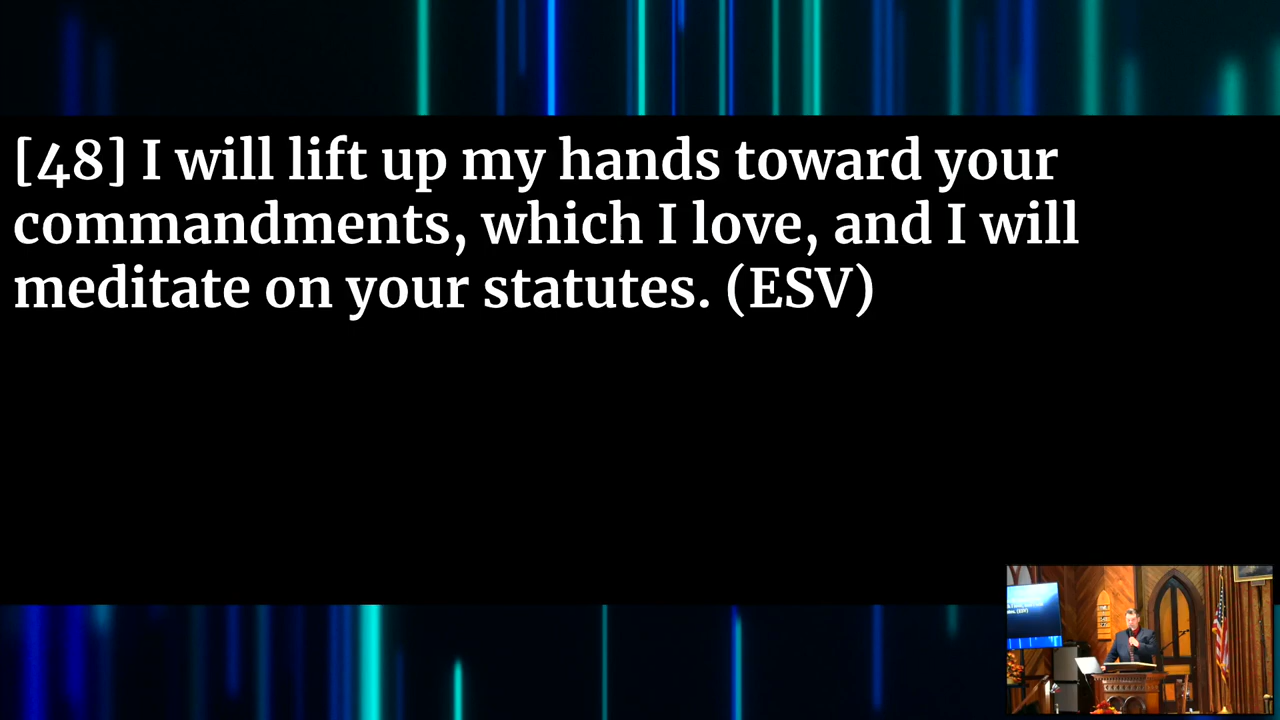 [48] I will lift up my hands toward your
commandments, which I love, and I will
meditate on your statutes. (ESV)